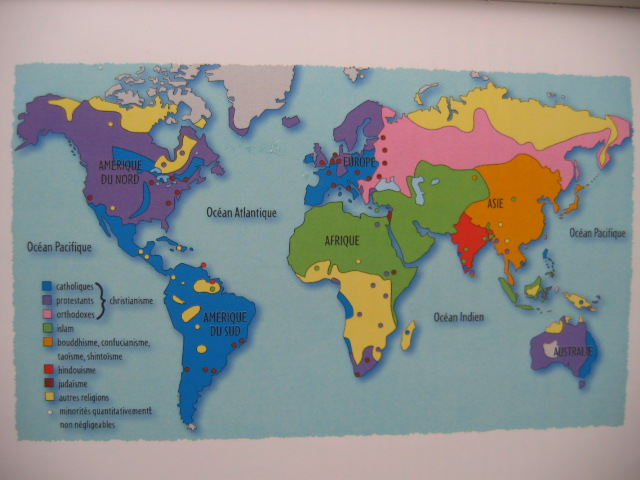 AMÉRIQUE
DU NORD
EUROPE
ASIE
Océan Atlantique
Océan Pacifique
Océan Pacifique
AFRIQUE
AMÉRIQUE
DU SUD
Océan Indien
AUSTRALIE
catholiques
protestants
christianisme
orthodoxes
islam
bouddhisme, confucianisme,
taoïsme, shintoïsme
hindouisme
judaïsme
autres religions
minorités quantitativement
non négligeables